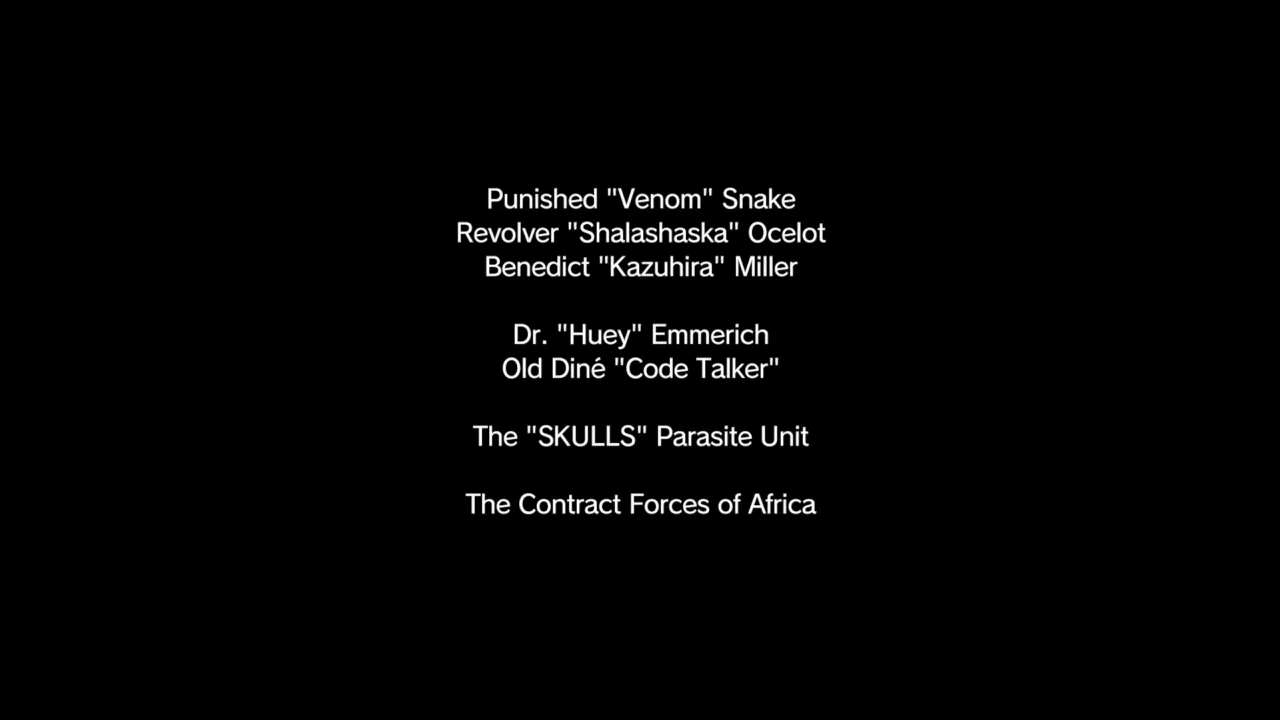 Punished "Venom" Snake
Revolver "Shalashaska" Ocelot
Benedict "Kazuhira" Miller
Dr. "Huey" Emmerich
Old Diné "Code Talker"
The "SKULLS" Parasite Unit
The Contract Forces of Africa